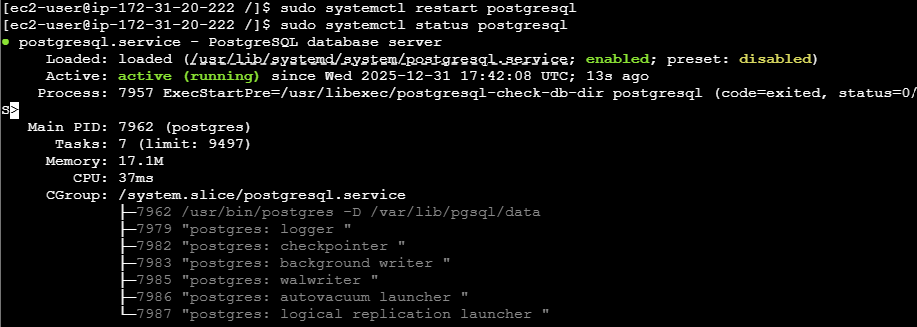 [ec2-user@ip-172-31-20-222 /]$ sudo systemctl restart postgresql
[ec2-user@ip-172-31-20-222 /]$ sudo systemctl status postgresql
● postgresql.service - PostgreSQL database server
     Loaded: loaded (/usr/lib/systemd/system/postgresql.service; enabled; preset: disabled)
     Active: active (running) since Wed 2025-12-31 17:42:08 UTC; 13s ago
    Process: 7957 ExecStartPre=/usr/libexec/postgresql-check-db-dir postgresql (code=exited, status=0/
S>
   Main PID: 7962 (postgres)
      Tasks: 7 (limit: 9497)
     Memory: 17.1M
        CPU: 37ms
     CGroup: /system.slice/postgresql.service
             ├─7962 /usr/bin/postgres -D /var/lib/pgsql/data
             ├─7979 "postgres: logger "
             ├─7982 "postgres: checkpointer "
             ├─7983 "postgres: background writer "
             ├─7985 "postgres: walwriter "
             ├─7986 "postgres: autovacuum launcher "
             └─7987 "postgres: logical replication launcher "